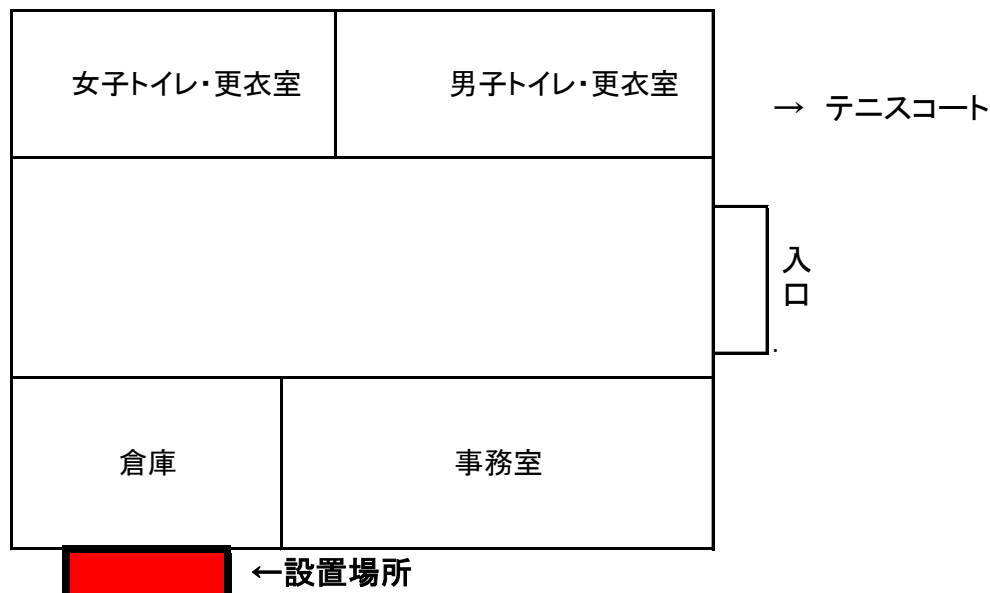 女子トイレ・更衣室
男子トイレ・更衣室
→ テニスコート
入口
倉庫
事務室
←設置場所